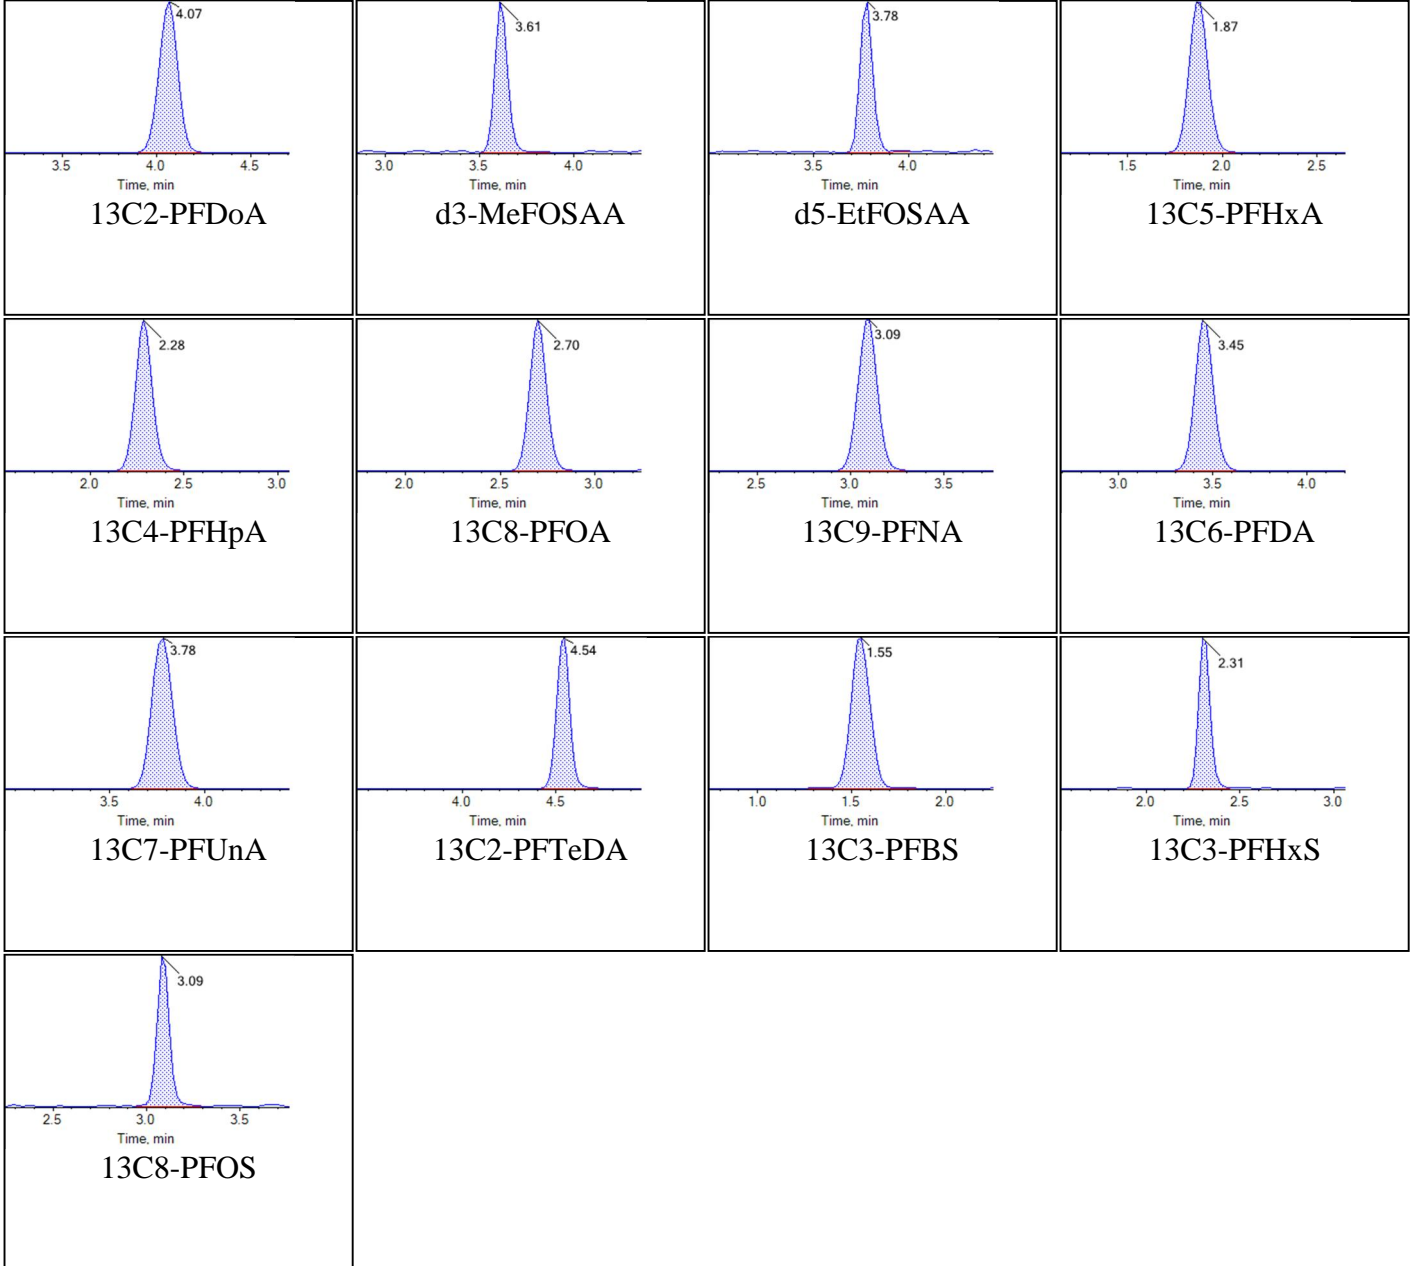 4.07
3.5 4.0 4.5
Time, min
13C2-PFDoA
3.61
3.0 3.5 4.0
Time, min
d3-MeFOSAA
3.78
3.5 4.0
Time, min
d5-EtFOSAA
1.87
1.5 2.0 2.5
Time, min
13C5-PFHxA
2.28
2.0 2.5 3.0
Time, min
13C4-PFHpA
2.70
2.0 2.5 3.0
Time, min
13C8-PFOA
3.09
2.5 3.0 3.5
Time, min
13C9-PFNA
3.45
3.0 3.5 4.0
Time, min
13C6-PFDA
3.78
3.5 4.0
Time, min
13C7-PFUnA
4.54
4.0 4.5
Time, min
13C2-PFTeDA
1.55
1.0 1.5 2.0
Time, min
13C3-PFBS
2.31
2.0 2.5 3.0
Time, min
13C3-PFHxS
3.09
2.5 3.0 3.5
Time, min
13C8-PFOS